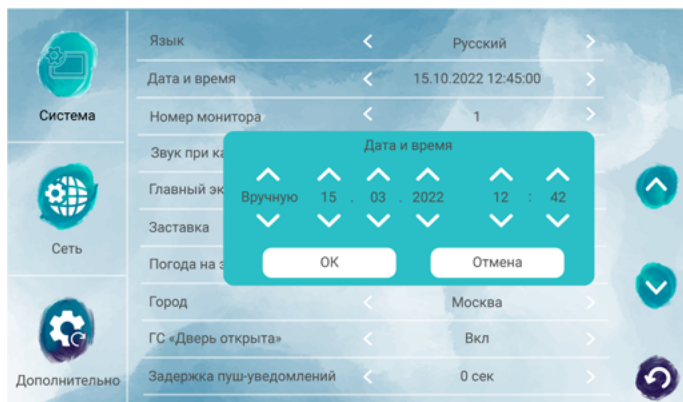 Язык
Русский
Дата и время
15.10.2022 12:45:00
Система
Номер монитора
1
Звук при ка
Дата и время
Главный эк
Вручную 15 . 03 . 2022 12 : 42
Заставка
Сеть
Погода на з
ОК
Отмена
Город
Москва
ГС «Дверь открыта»
Вкл
Дополнительно
Задержка пуш-уведомлений
0 сек